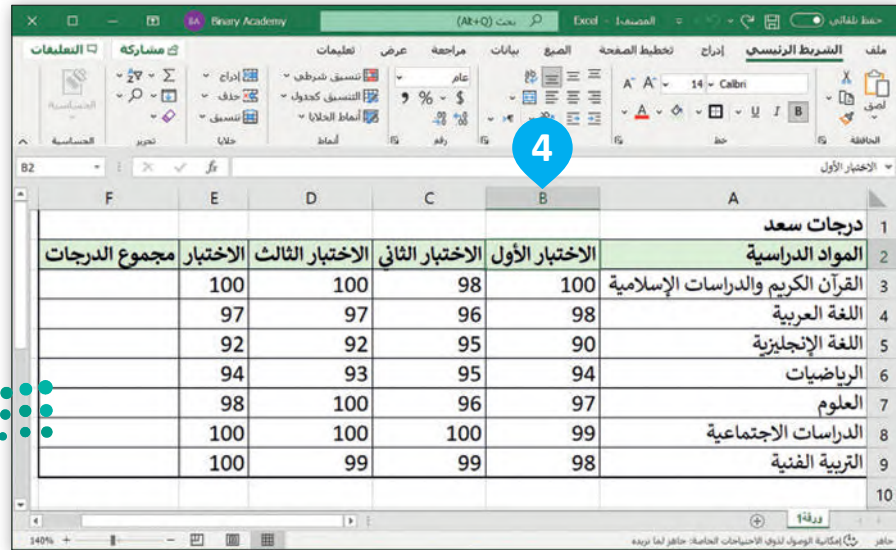 حفظ تلقائي
المصنف1 - Excel
بحث (Alt+Q)
Binary Academy
BA
ملف الشريط الرئيسي إدراج تخطيط الصفحة الصيغ بيانات مراجعة عرض تعليمات
مشاركة
التعليقات
لصق
الحافظة
Calibri 14
B I U
خط
عام
$ % رقم
تنسيق شرطي
التنسيق كجدول
أنماط الخلايا
أنماط
إدراج
حذف
تنسيق
خلايا
تحرير
الحساسية
الحساسية
4
B2 fx الاختبار الأول
A B C D E F
1 درجات سعد
2 المواد الدراسية الاختبار الأول الاختبار الثاني الاختبار الثالث الاختبار مجموع الدرجات
3 القرآن الكريم والدراسات الإسلامية 100 98 100 100
4 اللغة العربية 98 96 97 97
5 اللغة الإنجليزية 90 95 92 92
6 الرياضيات 94 95 93 94
7 العلوم 97 96 100 98
8 الدراسات الاجتماعية 99 100 100 100
9 التربية الفنية 98 99 99 100
10
ورقة1
جاهز إمكانية الوصول لذوي الاحتياجات الخاصة: جاهز لما تريده
140%